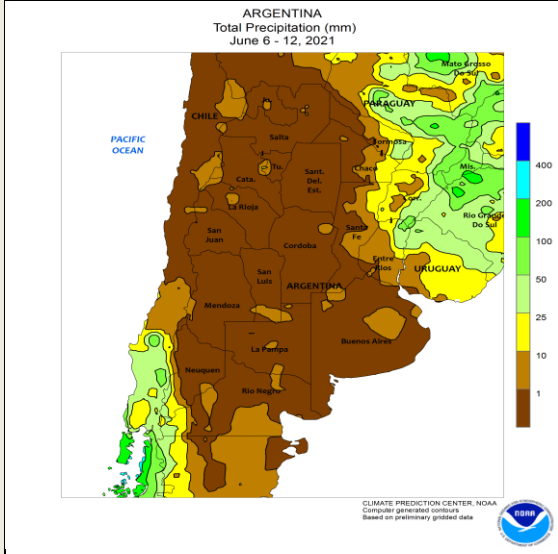 ARGENTINA
Total Precipitation (mm)
June 6 - 12, 2021
Mato Grosso
Do Sul
PARAGUAY
CHILE
PACIFIC
OCEAN
Salta
Formosa
Tu.
Chaco
Mis.
Cata.
Sant.
Del.
Est.
Corr.
La Rioja
Rio Grande
Do Sul
San
Juan
Santa
Fe
Cordoba
Entre
Rios
URUGUAY
San
Luis
ARGENTINA
Mendoza
Buenos Aires
La Pampa
Neuquen
Rio Negro
400
200
100
50
25
10
1
CLIMATE PREDICTION CENTER, NOAA
Computer generated contours
Based on preliminary gridded data
NOAA